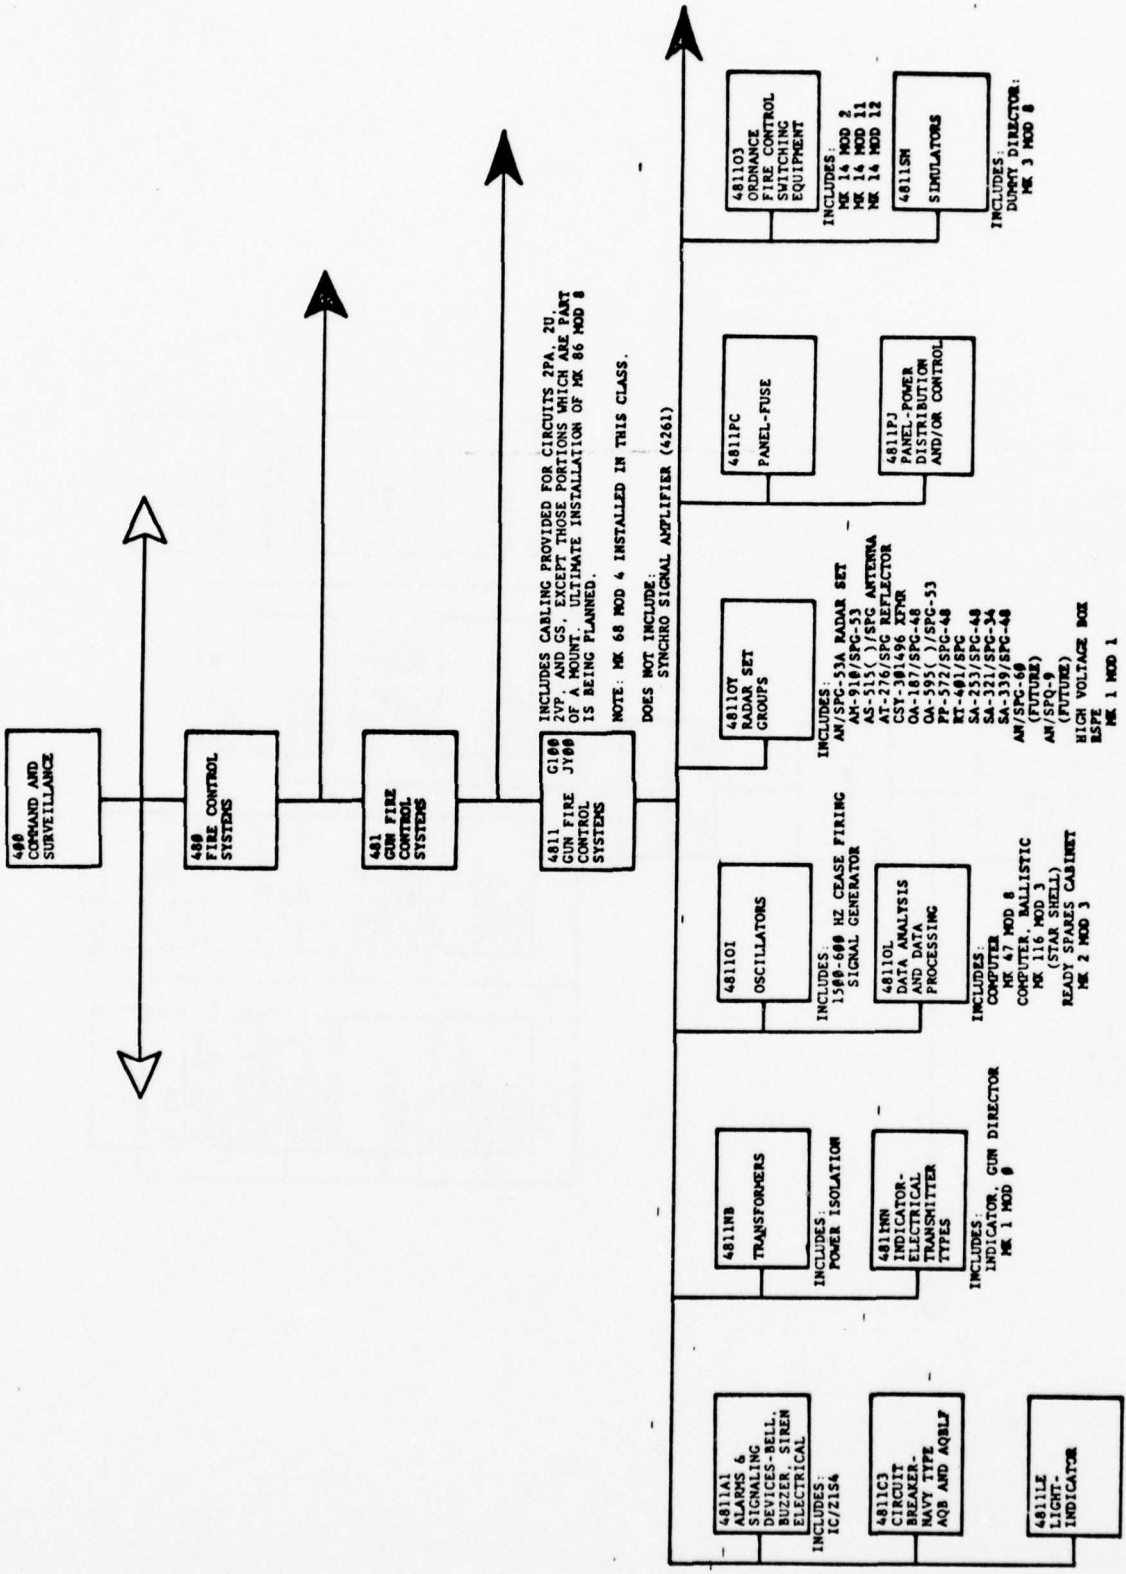 400
COMMAND AND
SURVEILLANCE
480
FIRE CONTROL
SYSTEMS
481
GUN FIRE
CONTROL
SYSTEMS
4811 G100
GUN FIRE JY00
CONTROL
SYSTEMS
INCLUDES CABLING PROVIDED FOR CIRCUITS 2PA, 2U,
2VP, AND GS, EXCEPT THOSE PORTIONS WHICH ARE PART
OF A MOUNT. ULTIMATE INSTALLATION OF MK 86 MOD 8
IS BEING PLANNED.
NOTE: MK 68 MOD 4 INSTALLED IN THIS CLASS.
DOES NOT INCLUDE:
SYNCHRO SIGNAL AMPLIFIER (4261)
4811A1
ALARMS &
SIGNALING
DEVICES-BELL,
BUZZER, SIREN
ELECTRICAL
INCLUDES:
IC/Z1S4
4811C3
CIRCUIT
BREAKER-
NAVY TYPE
AQB AND AQBLF
4811LE
LIGHT-
INDICATOR
4811NB
TRANSFORMERS
INCLUDES:
POWER ISOLATION
4811NN
INDICATOR-
ELECTRICAL
TRANSMITTER
TYPES
INCLUDES:
INDICATOR, GUN DIRECTOR
MK 1 MOD 0
4811OI
OSCILLATORS
INCLUDES:
1500-600 HZ CEASE FIRING
SIGNAL GENERATOR
4811OL
DATA ANALYSIS
AND DATA
PROCESSING
INCLUDES:
COMPUTER
MK 47 MOD 8
COMPUTER, BALLISTIC
MK 116 MOD 3
(STAR SHELL)
READY SPARES CABINET
MK 2 MOD 3
4811OY
RADAR SET
GROUPS
INCLUDES:
AN/SPG-53A RADAR SET
AM-910/SPG-53
AS-515( )/SPG ANTENNA
AT-276/SPG REFLECTOR
CSY-301496 XFMR
OA-187/SPG-48
OA-595( )/SPG-53
PP-572/SPG-48
RT-401/SPG
SA-253/SPG-48
SA-321/SPG-34
SA-339/SPG-48
AN/SPG-60
(FUTURE)
AN/SPQ-9
(FUTURE)
HIGH VOLTAGE BOX
RSPE
MK 1 MOD 1
4811PC
PANEL-FUSE
4811PJ
PANEL-POWER
DISTRIBUTION
AND/OR CONTROL
4811O3
ORDNANCE
FIRE CONTROL
SWITCHING
EQUIPMENT
INCLUDES:
MK 14 MOD 2
MK 14 MOD 11
MK 14 MOD 12
4811SM
SIMULATORS
INCLUDES:
DUMMY DIRECTOR:
MK 3 MOD 8